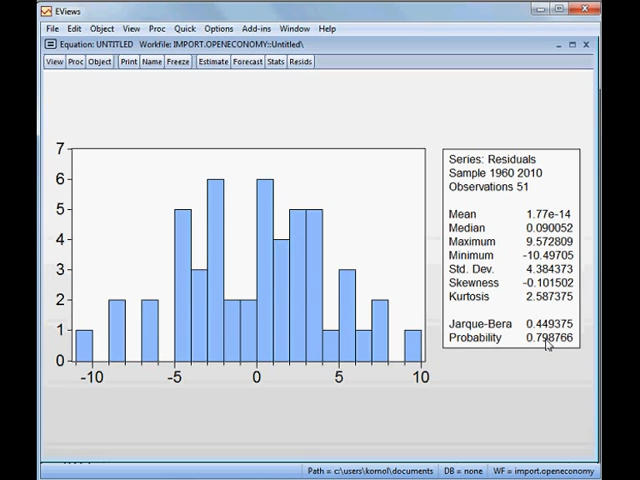 EViews
File Edit Object View Proc Quick Options Add-ins Window Help
Equation: UNTITLED Workfile: IMPORT.OPENECONOMY::Untitled\
View Proc Object Print Name Freeze Estimate Forecast Stats Resids
7
6
5
4
3
2
1
0
-10 -5 0 5 10
Series: Residuals
Sample 1960 2010
Observations 51
Mean 1.77e-14
Median 0.090052
Maximum 9.572809
Minimum -10.49705
Std. Dev. 4.384373
Skewness -0.101502
Kurtosis 2.587375
Jarque-Bera 0.449375
Probability 0.798766
Path = c:\users\komol\documents DB = none WF = import.openeconomy